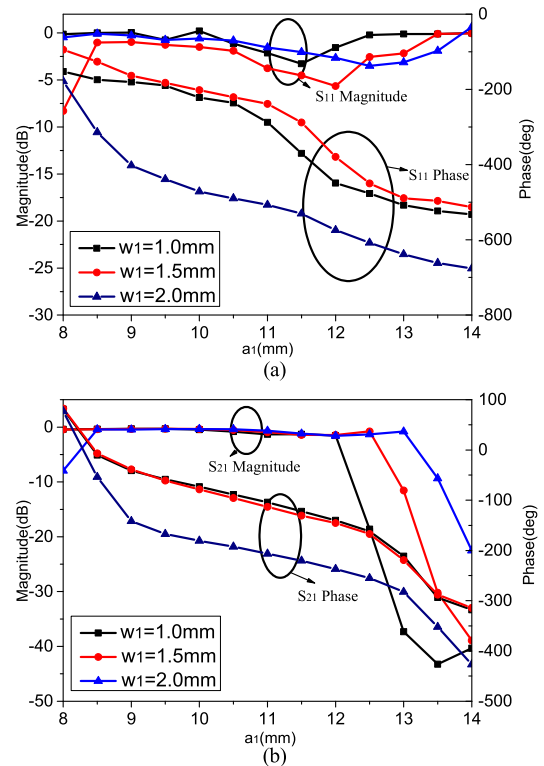 0
-5
-10
-15
-20
-25
-30
Magnitude(dB)
0
-200
-400
-600
-800
Phase(deg)
S11 Magnitude
S11 Phase
w1=1.0mm
w1=1.5mm
w1=2.0mm
8 9 10 11 12 13 14
a1(mm)
(a)
0
-10
-20
-30
-40
-50
Magnitude(dB)
100
0
-100
-200
-300
-400
-500
Phase(deg)
S21 Magnitude
S21 Phase
w1=1.0mm
w1=1.5mm
w1=2.0mm
8 9 10 11 12 13 14
a1(mm)
(b)